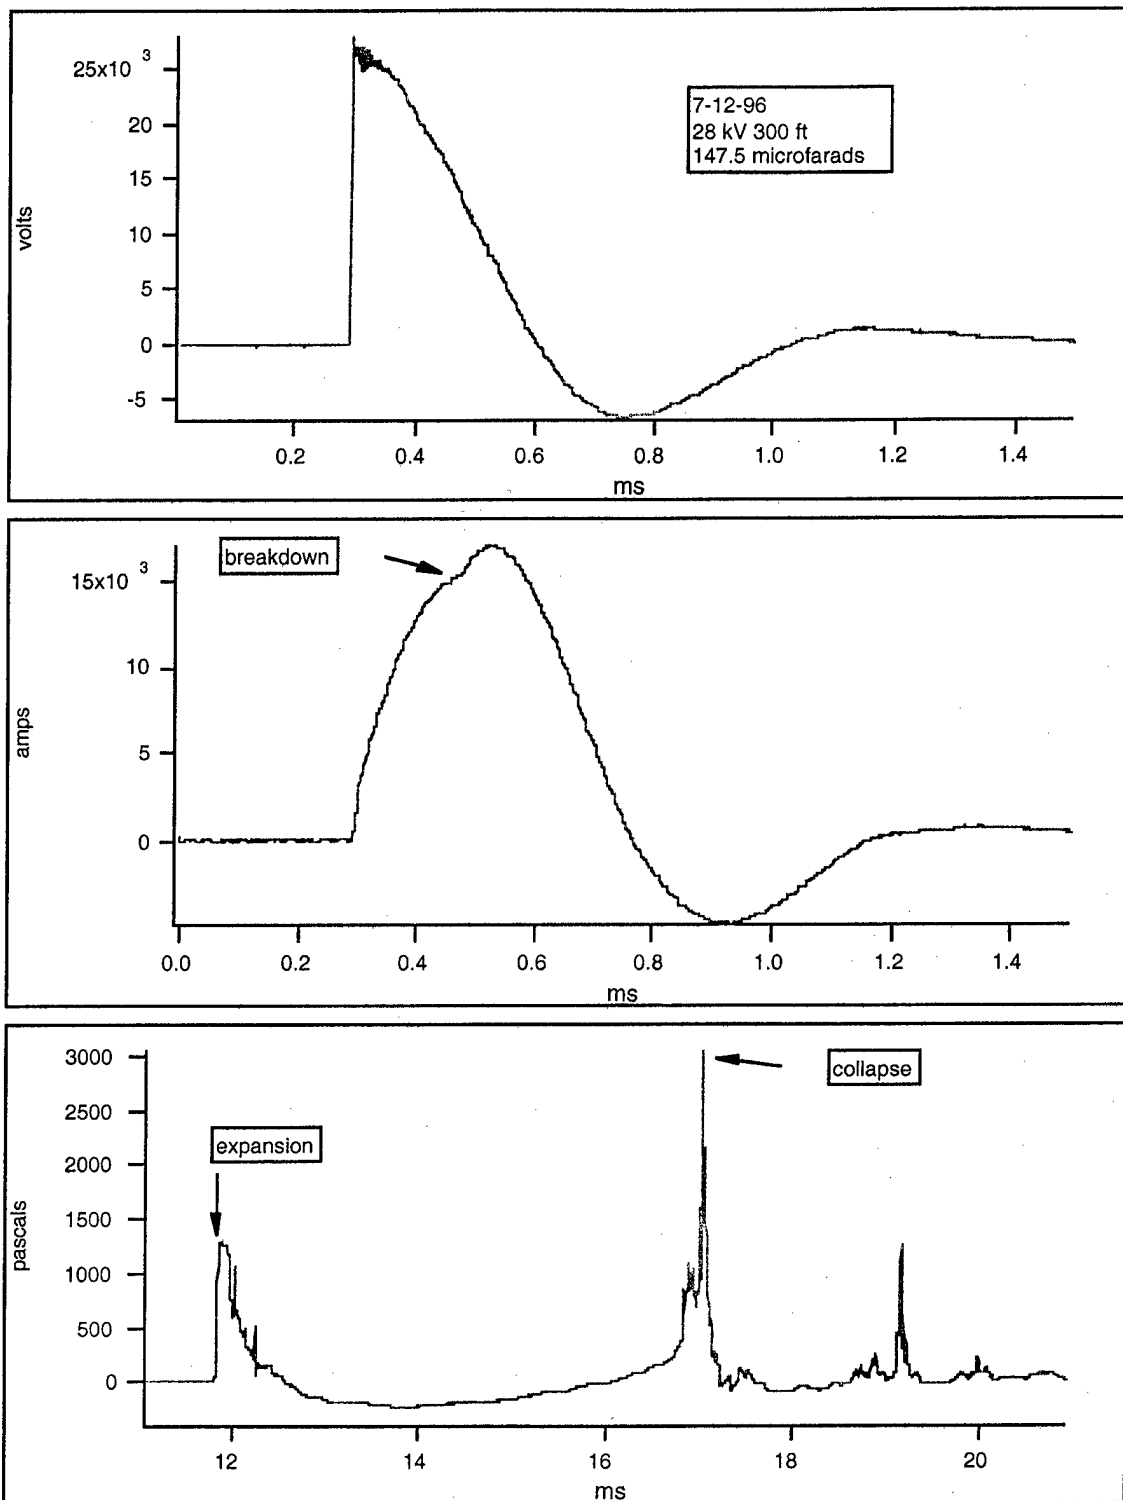 25x10 3
20
15
10
5
0
-5
volts
7-12-96
28 kV 300 ft
147.5 microfarads
0.2 0.4 0.6 0.8 1.0 1.2 1.4
ms
breakdown
15x10 3
10
5
0
amps
0.0 0.2 0.4 0.6 0.8 1.0 1.2 1.4
ms
3000
2500
2000
1500
1000
500
0
pascals
expansion
collapse
12 14 16 18 20
ms